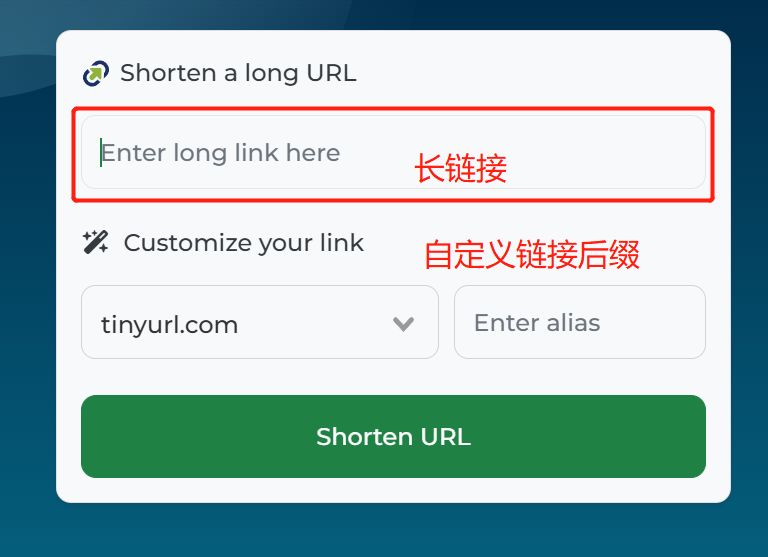 Shorten a long URL
Enter long link here
长链接
Customize your link
自定义链接后缀
tinyurl.com
Enter alias
Shorten URL